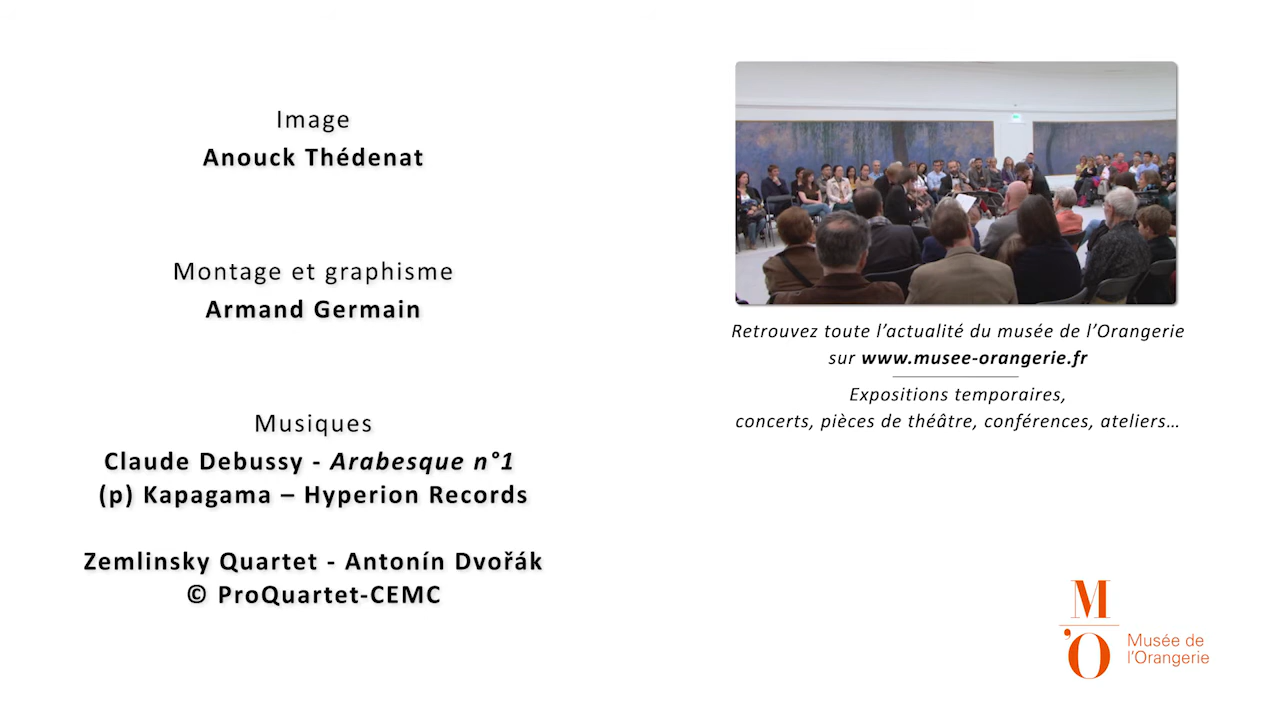 Image
Anouck Thédenat
Montage et graphisme
Armand Germain
Musiques
Claude Debussy - Arabesque n°1
(p) Kapagama – Hyperion Records
Zemlinsky Quartet - Antonín Dvořák
© ProQuartet-CEMC
Retrouvez toute l’actualité du musée de l’Orangerie
sur www.musee-orangerie.fr
Expositions temporaires,
concerts, pièces de théâtre, conférences, ateliers…
M
’O
Musée de
l’Orangerie